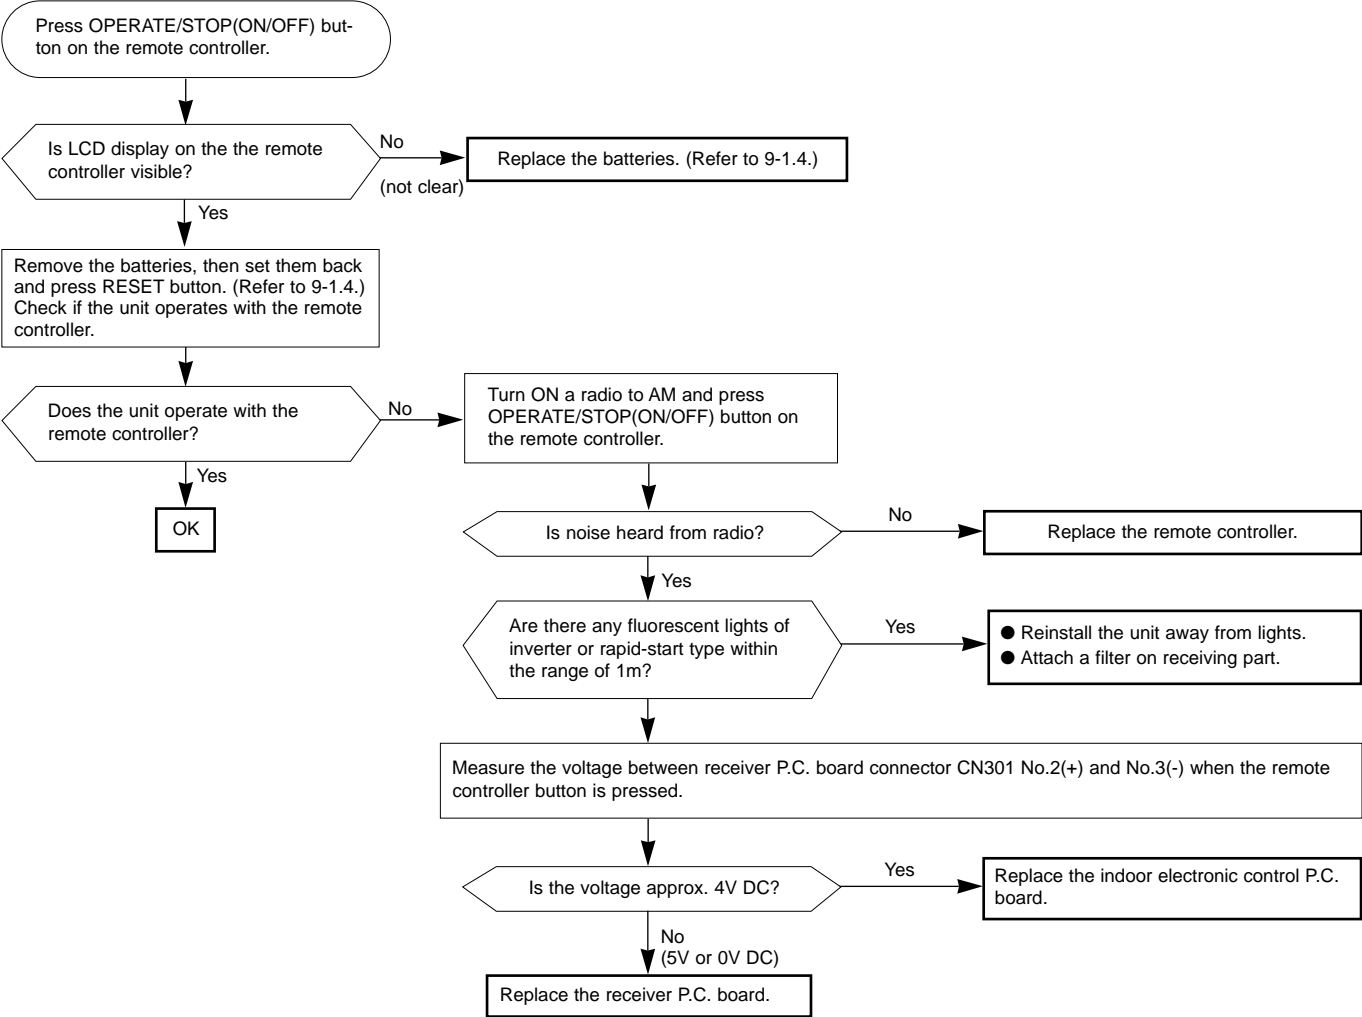 Press OPERATE/STOP(ON/OFF) but-
ton on the remote controller.
Is LCD display on the the remote
controller visible?
No
(not clear)
Replace the batteries. (Refer to 9-1.4.)
Yes
Remove the batteries, then set them back
and press RESET button. (Refer to 9-1.4.)
Check if the unit operates with the remote
controller.
Does the unit operate with the
remote controller?
No
Turn ON a radio to AM and press
OPERATE/STOP(ON/OFF) button on
the remote controller.
Yes
OK
Is noise heard from radio?
No
Replace the remote controller.
Yes
Are there any fluorescent lights of
inverter or rapid-start type within
the range of 1m?
Yes
● Reinstall the unit away from lights.
● Attach a filter on receiving part.
Measure the voltage between receiver P.C. board connector CN301 No.2(+) and No.3(-) when the remote
controller button is pressed.
Is the voltage approx. 4V DC?
Yes
Replace the indoor electronic control P.C.
board.
No
(5V or 0V DC)
Replace the receiver P.C. board.